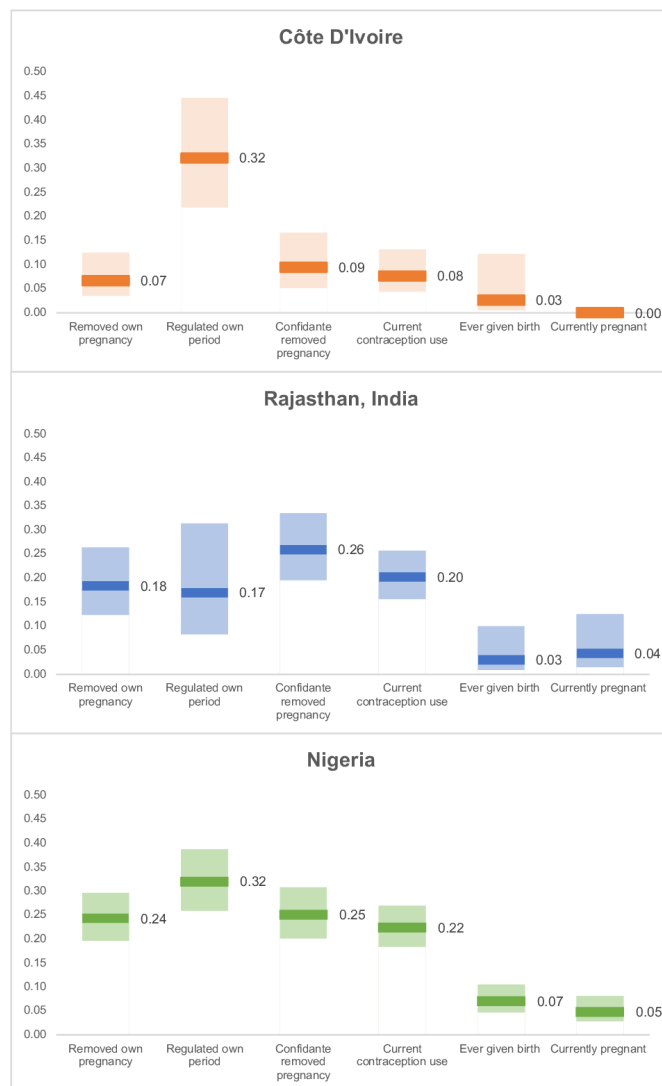 Côte D'Ivoire
0.50
0.45
0.40
0.35
0.30
0.25
0.20
0.15
0.10
0.05
0.00
0.07
0.32
0.09
0.08
0.03
0.00
Removed own
pregnancy
Regulated own
period
Confidante
removed
pregnancy
Current
contraception use
Ever given birth
Currently pregnant
Rajasthan, India
0.50
0.45
0.40
0.35
0.30
0.25
0.20
0.15
0.10
0.05
0.00
0.18
0.17
0.26
0.20
0.03
0.04
Removed own
pregnancy
Regulated own
period
Confidante
removed
pregnancy
Current
contraception use
Ever given birth
Currently pregnant
Nigeria
0.50
0.45
0.40
0.35
0.30
0.25
0.20
0.15
0.10
0.05
0.00
0.24
0.32
0.25
0.22
0.07
0.05
Removed own
pregnancy
Regulated own
period
Confidante
removed
pregnancy
Current
contraception use
Ever given birth
Currently pregnant